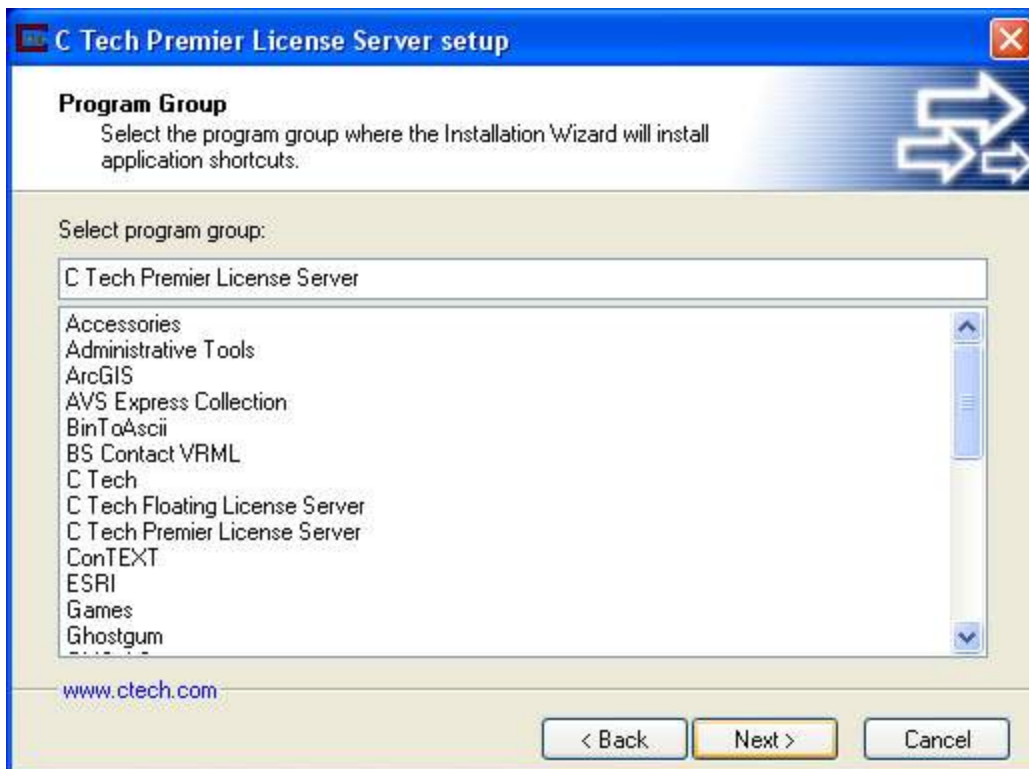 C Tech Premier License Server setup
Program Group
Select the program group where the Installation Wizard will install
application shortcuts.
Select program group:
C Tech Premier License Server
Accessories
Administrative Tools
ArcGIS
AVS Express Collection
BinToAscii
BS Contact VRML
C Tech
C Tech Floating License Server
C Tech Premier License Server
ConTEXT
ESRI
Games
Ghostgum
www.ctech.com
< Back
Next >
Cancel